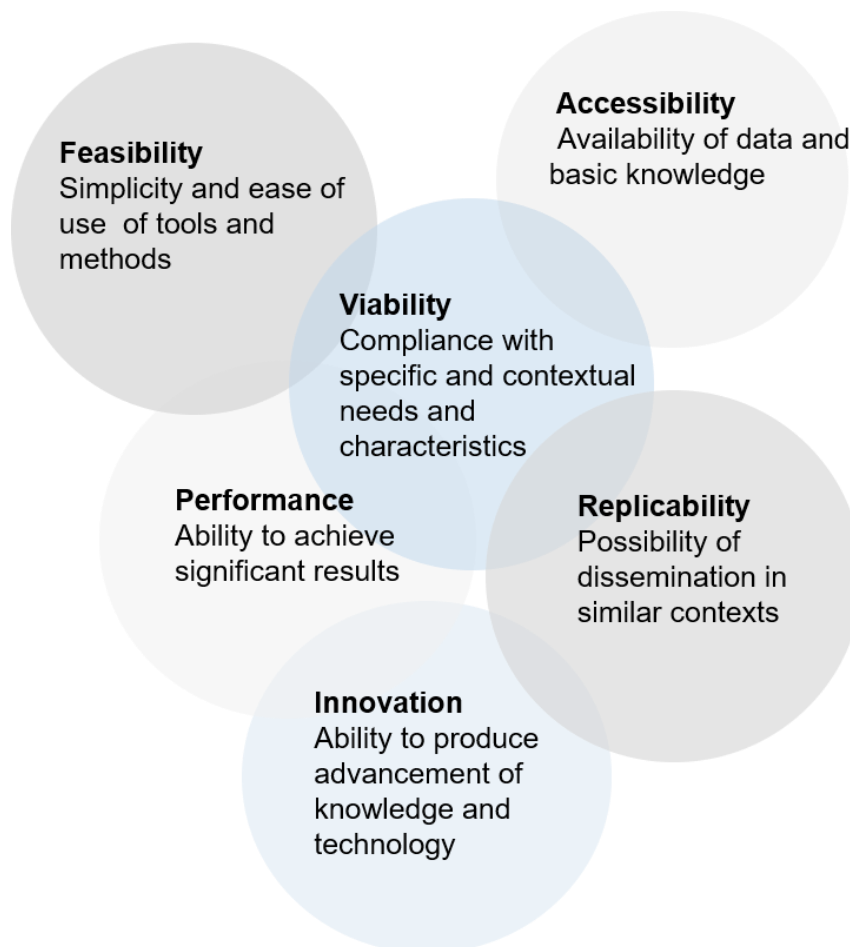 Feasibility
Simplicity and ease of
use of tools and
methods
Accessibility
Availability of data and
basic knowledge
Viability
Compliance with
specific and contextual
needs and
characteristics
Performance
Ability to achieve
significant results
Replicability
Possibility of
dissemination in
similar contexts
Innovation
Ability to produce
advancement of
knowledge and
technology